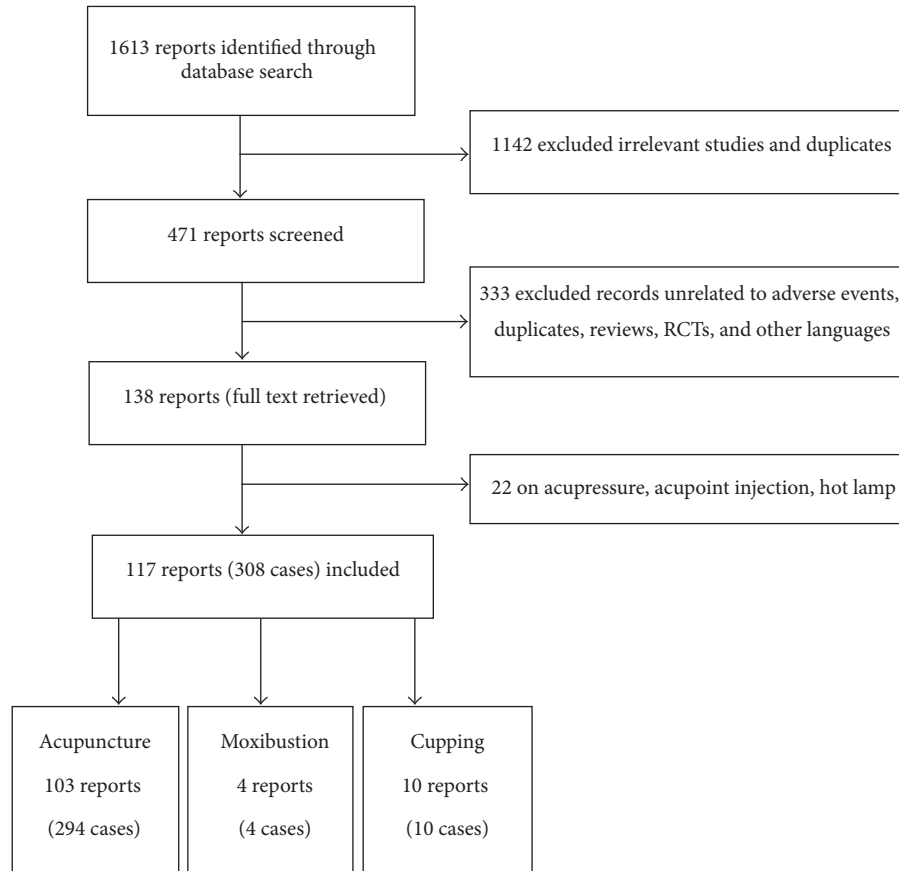 1613 reports identified through
database search
1142 excluded irrelevant studies and duplicates
471 reports screened
333 excluded records unrelated to adverse events,
duplicates, reviews, RCTs, and other languages
138 reports (full text retrieved)
22 on acupressure, acupoint injection, hot lamp
117 reports (308 cases) included
Acupuncture
103 reports
(294 cases)
Moxibustion
4 reports
(4 cases)
Cupping
10 reports
(10 cases)